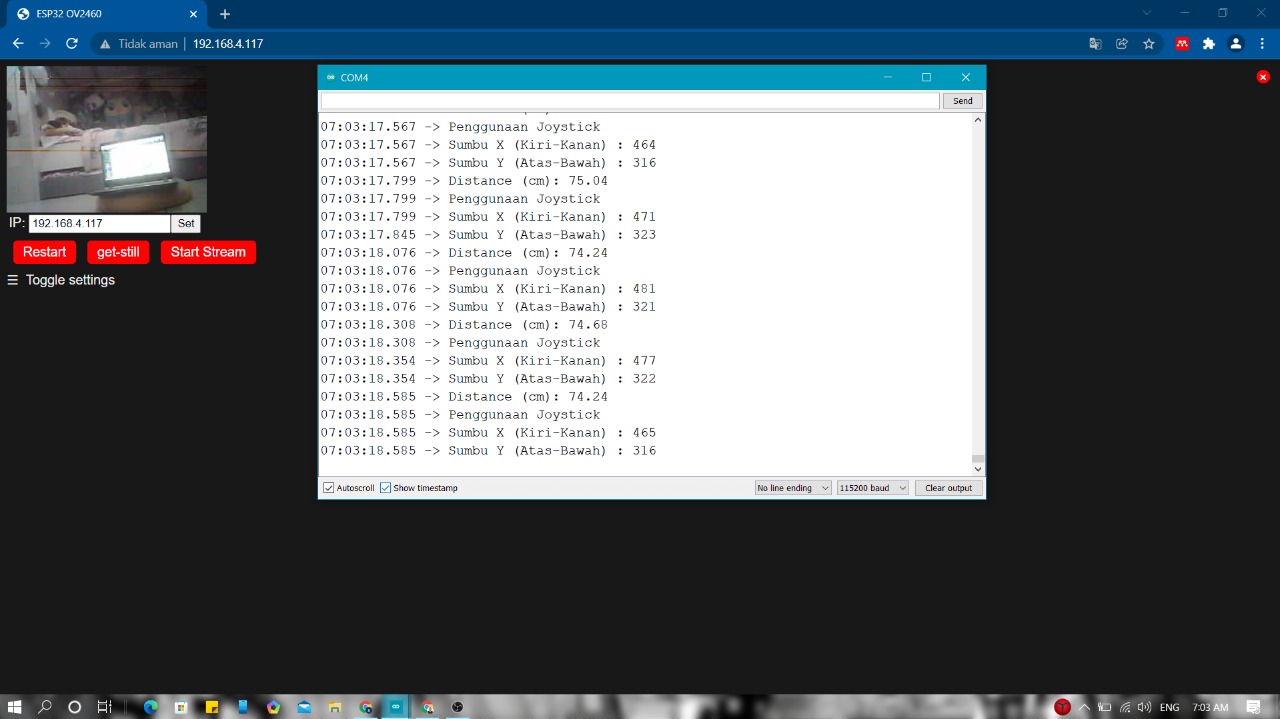 ESP32 OV2460
Tidak aman | 192.168.4.117
IP: 192.168.4.117 Set
Restart get-still Start Stream
☰ Toggle settings
COM4
Send
07:03:17.567 -> Penggunaan Joystick
07:03:17.567 -> Sumbu X (Kiri-Kanan) : 464
07:03:17.567 -> Sumbu Y (Atas-Bawah) : 316
07:03:17.799 -> Distance (cm): 75.04
07:03:17.799 -> Penggunaan Joystick
07:03:17.799 -> Sumbu X (Kiri-Kanan) : 471
07:03:17.845 -> Sumbu Y (Atas-Bawah) : 323
07:03:18.076 -> Distance (cm): 74.24
07:03:18.076 -> Penggunaan Joystick
07:03:18.076 -> Sumbu X (Kiri-Kanan) : 481
07:03:18.076 -> Sumbu Y (Atas-Bawah) : 321
07:03:18.308 -> Distance (cm): 74.68
07:03:18.308 -> Penggunaan Joystick
07:03:18.354 -> Sumbu X (Kiri-Kanan) : 477
07:03:18.354 -> Sumbu Y (Atas-Bawah) : 322
07:03:18.585 -> Distance (cm): 74.24
07:03:18.585 -> Penggunaan Joystick
07:03:18.585 -> Sumbu X (Kiri-Kanan) : 465
07:03:18.585 -> Sumbu Y (Atas-Bawah) : 316
Autoscroll Show timestamp No line ending 115200 baud Clear output
ENG 7:03 AM